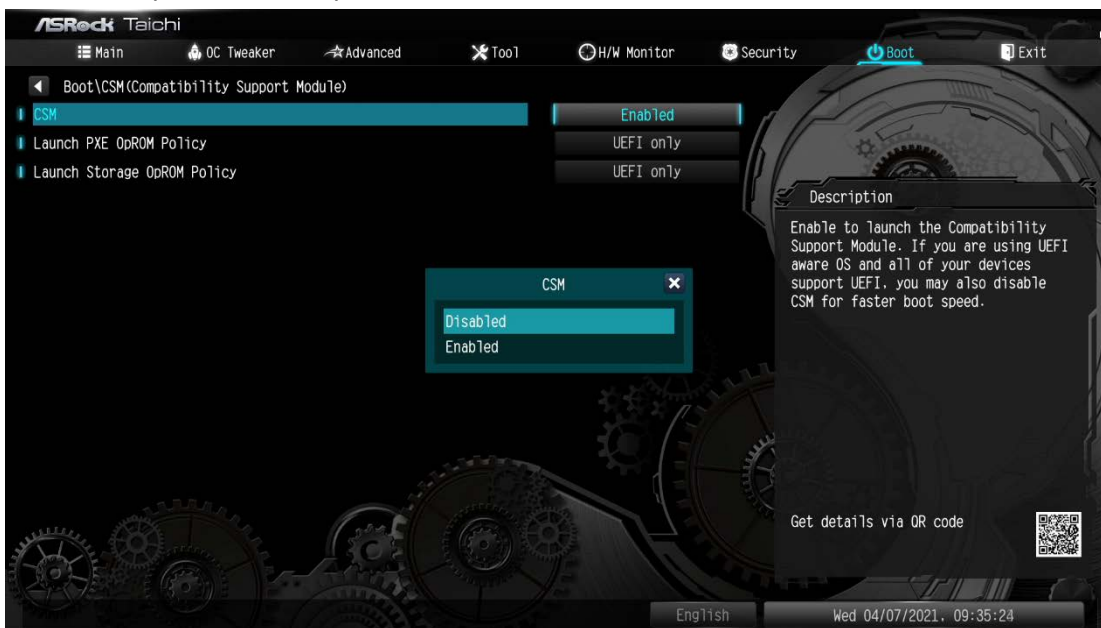 ASRock Taichi
Main OC Tweaker Advanced Tool H/W Monitor Security Boot Exit
Boot\CSM(Compatibility Support Module)
CSM Enabled
Launch PXE OpROM Policy UEFI only
Launch Storage OpROM Policy UEFI only
CSM
Disabled
Enabled
Description
Enable to launch the Compatibility
Support Module. If you are using UEFI
aware OS and all of your devices
support UEFI, you may also disable
CSM for faster boot speed.
Get details via QR code
English Wed 04/07/2021, 09:35:24